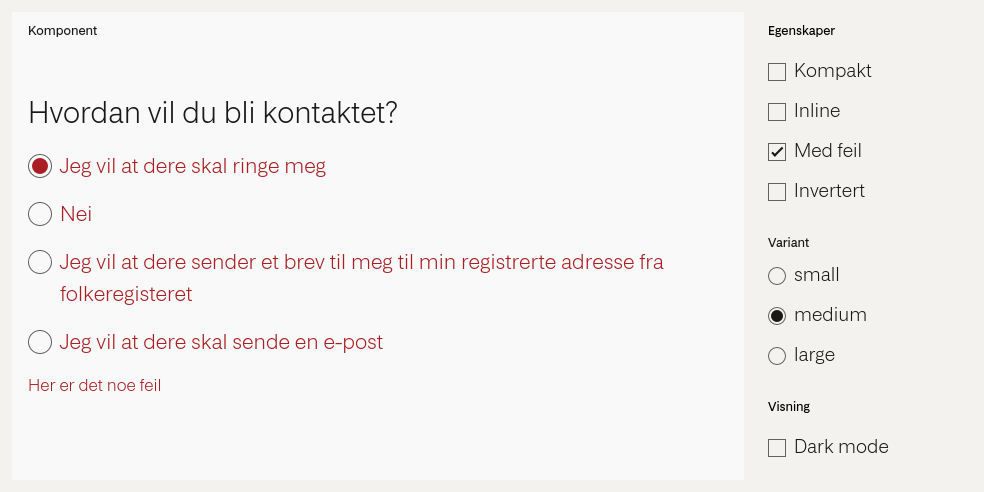 Komponent
Hvordan vil du bli kontaktet?
Jeg vil at dere skal ringe meg
Nei
Jeg vil at dere sender et brev til meg til min registrerte adresse fra
folkeregisteret
Jeg vil at dere skal sende en e-post
Her er det noe feil
Egenskaper
Kompakt
Inline
Med feil
Invertert
Variant
small
medium
large
Visning
Dark mode